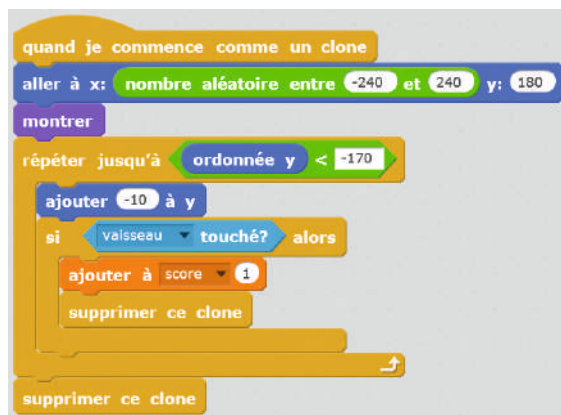 quand je commence comme un clone
aller à x: nombre aléatoire entre -240 et 240 y: 180
montrer
répéter jusqu'à ordonnée y < -170
ajouter -10 à y
si vaisseau touché? alors
ajouter à score 1
supprimer ce clone
supprimer ce clone